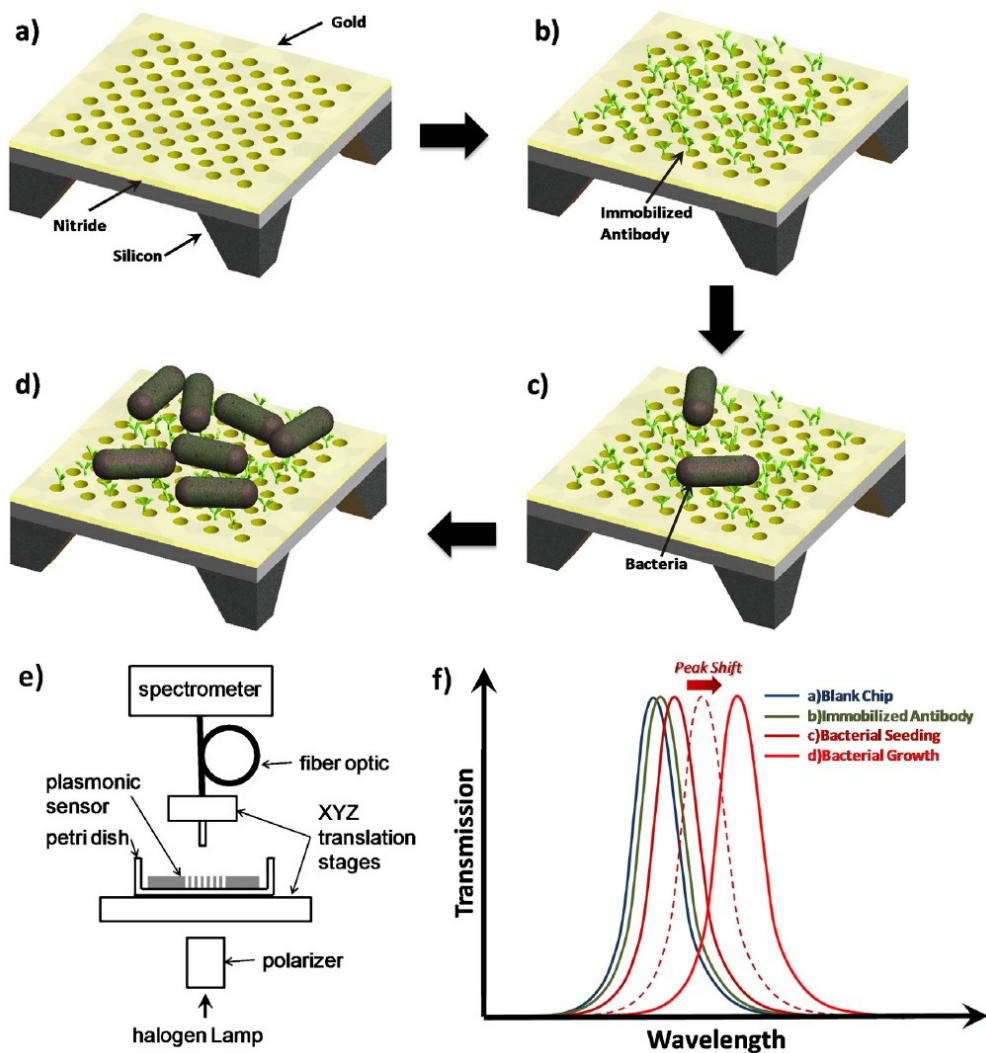 a)
Gold
Nitride
Silicon
b)
Immobilized
Antibody
d)
c)
Bacteria
e)
spectrometer
fiber optic
plasmonic
sensor
petri dish
XYZ
translation
stages
polarizer
halogen Lamp
f)
Peak Shift
a)Blank Chip
b)Immobilized Antibody
c)Bacterial Seeding
d)Bacterial Growth
Transmission
Wavelength